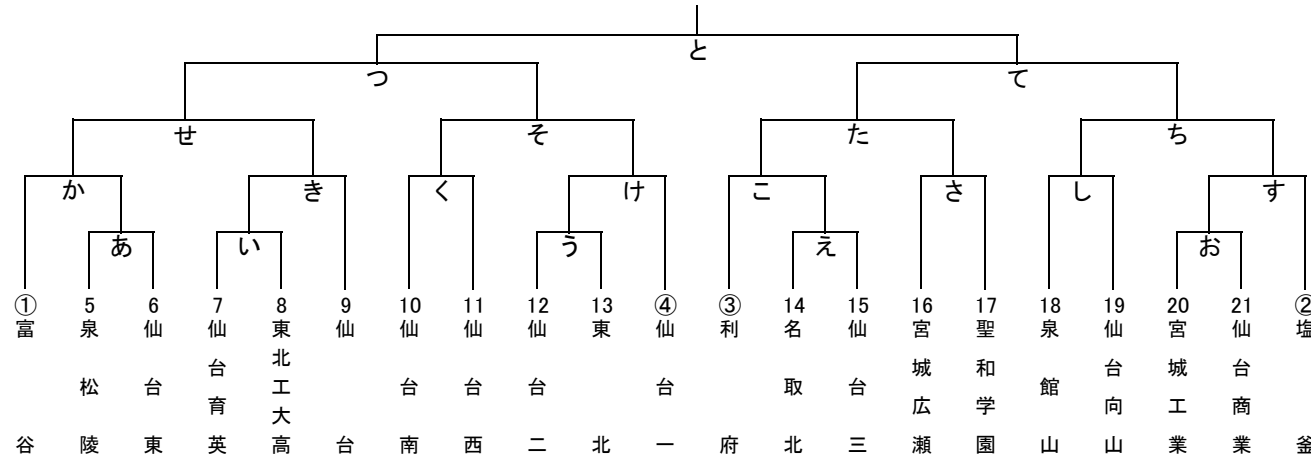 と
つ て
せ そ た ち
か き く け こ さ し す
あ い う え お
① 5 6 7 8 9 10 11 12 13 ④ ③ 14 15 16 17 18 19 20 21 ②
富谷
泉松陵
仙台東
仙台育英
東北工大高
仙台
仙台南
仙台西
仙台二
東北
仙台一
利府
名取北
仙台三
宮城広瀬
聖和学園
泉館山
仙台向山
宮城工業
仙台商業
塩釜